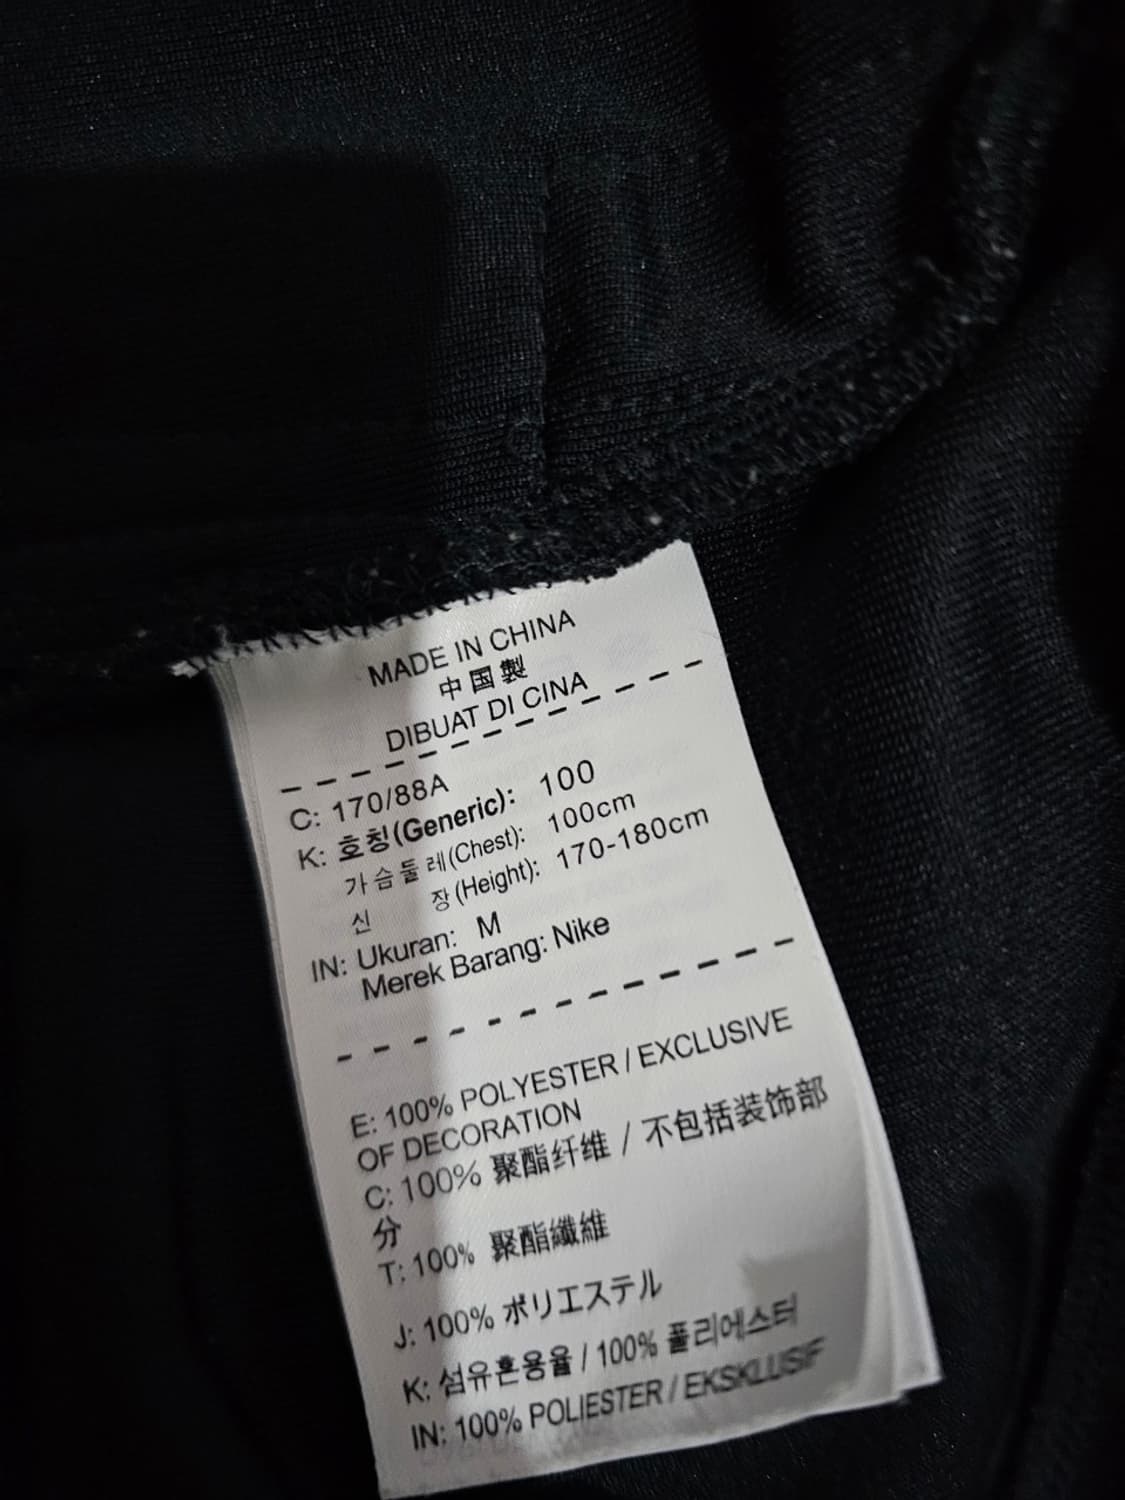 MADE IN CHINA
中国製
DIBUAT DI CINA
C: 170/88A
K: 호칭(Generic): 100
가슴둘레(Chest): 100cm
신 장(Height): 170-180cm
IN: Ukuran: M
Merek Barang: Nike
E: 100% POLYESTER / EXCLUSIVE
OF DECORATION
C: 100% 聚酯纤维 / 不包括装饰部
分
T: 100% 聚酯纖維
J: 100% ポリエステル
K: 섬유혼용율 / 100% 폴리에스터
IN: 100% POLIESTER / EKSKLUSIF